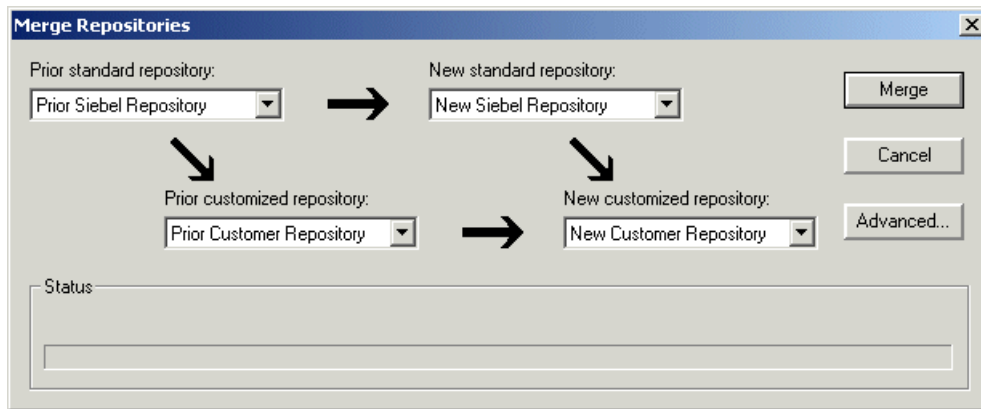 Merge Repositories
Prior standard repository:
New standard repository:
Prior Siebel Repository
New Siebel Repository
Merge
Cancel
Prior customized repository:
New customized repository:
Prior Customer Repository
New Customer Repository
Advanced...
Status